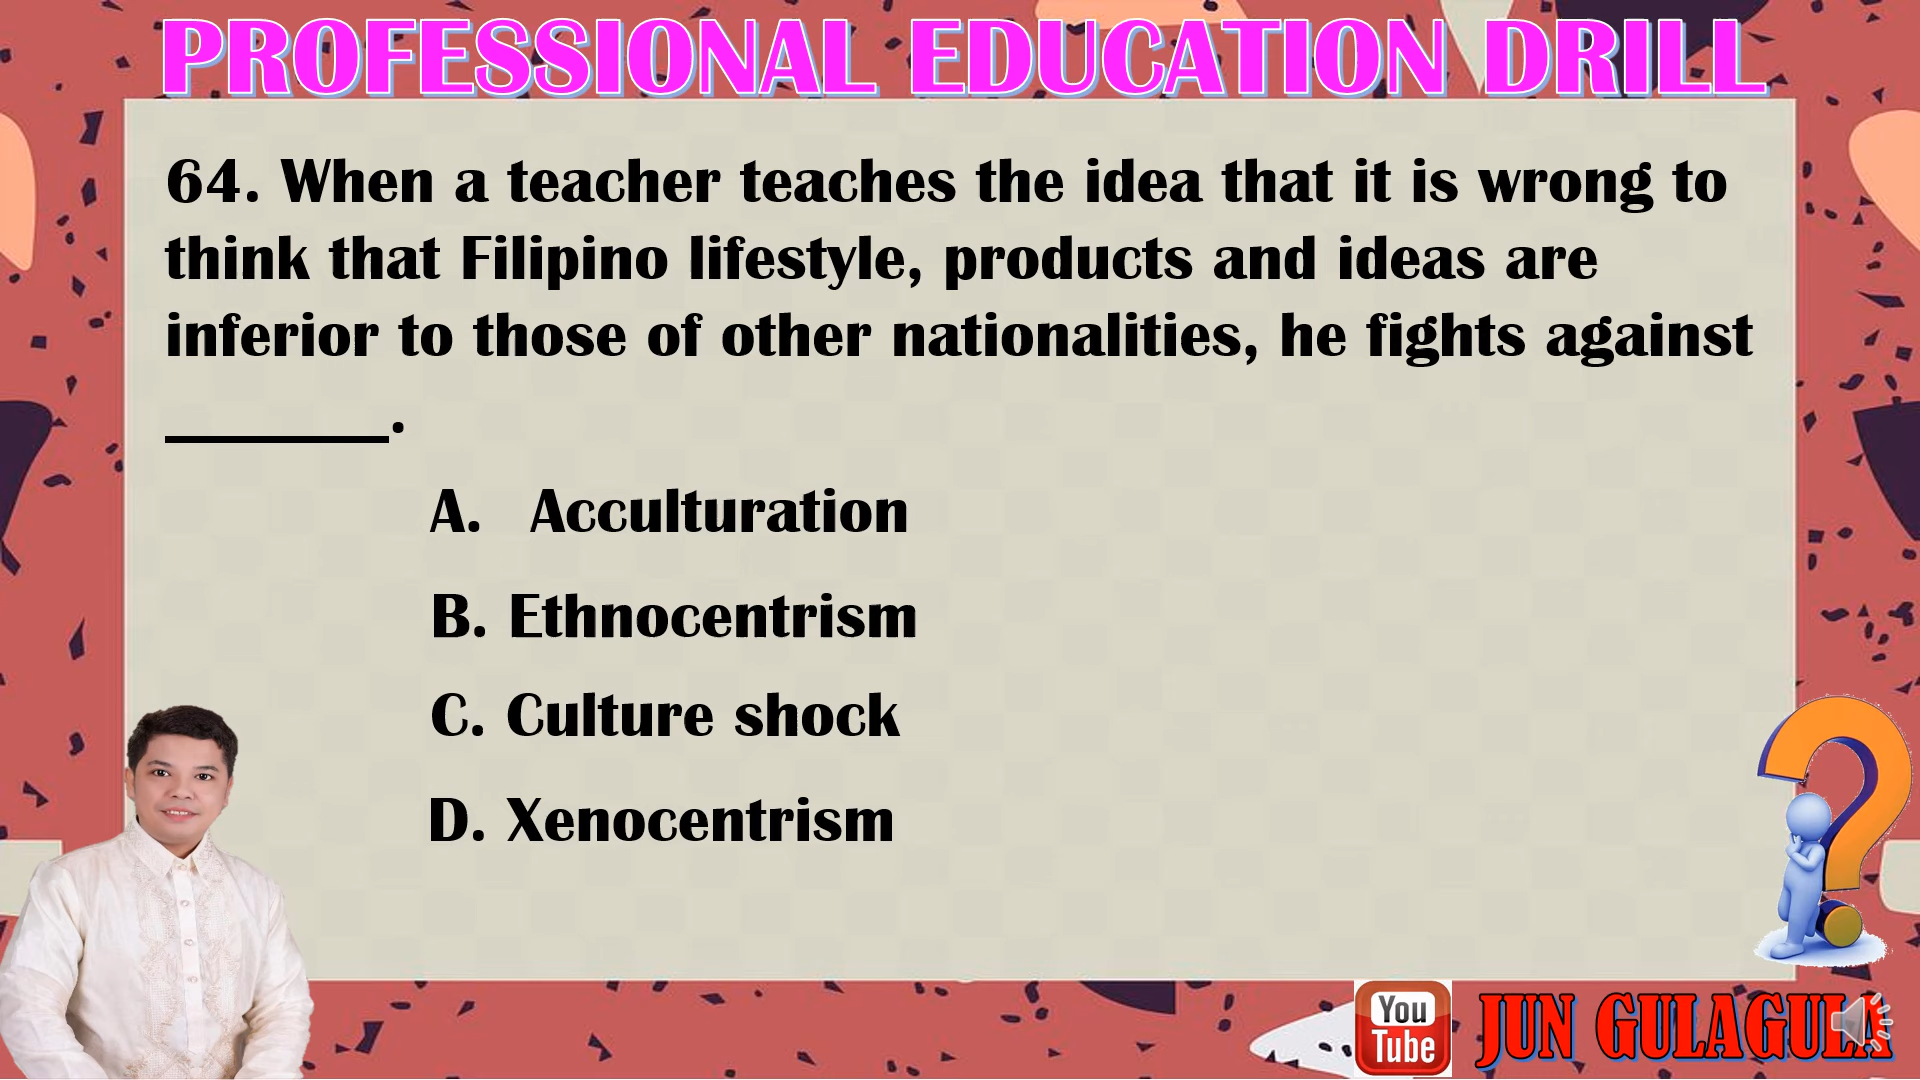 PROFESSIONAL EDUCATION DRILL
64. When a teacher teaches the idea that it is wrong to
think that Filipino lifestyle, products and ideas are
inferior to those of other nationalities, he fights against
_______.
A. Acculturation
B. Ethnocentrism
C. Culture shock
D. Xenocentrism
You
Tube
JUN GULAGULA